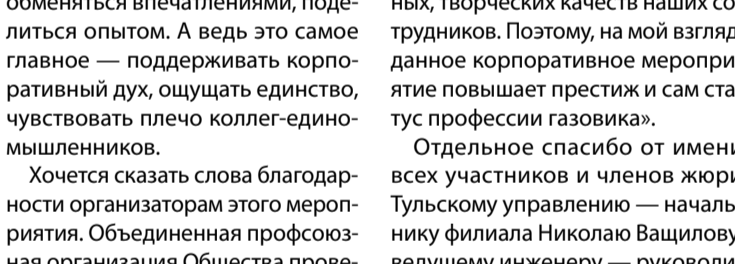 обменяться впечатлениями, поде-
литься опытом. А ведь это самое
главное — поддерживать корпо-
ративный дух, ощущать единство,
чувствовать плечо коллег-едино-
мышленников.
Хочется сказать слова благодар-
ности организаторам этого мероп-
риятия. Объединенная профсоюз-
ная организация Общества прове-
ных, творческих качеств наших со
трудников. Поэтому, на мой взгляд
данное корпоративное меропри
ятие повышает престиж и сам ста
тус профессии газовика».
Отдельное спасибо от имени
всех участников и членов жюри
Тульскому управлению — началь
нику филиала Николаю Ващилову
ведущему инженеру — руководи